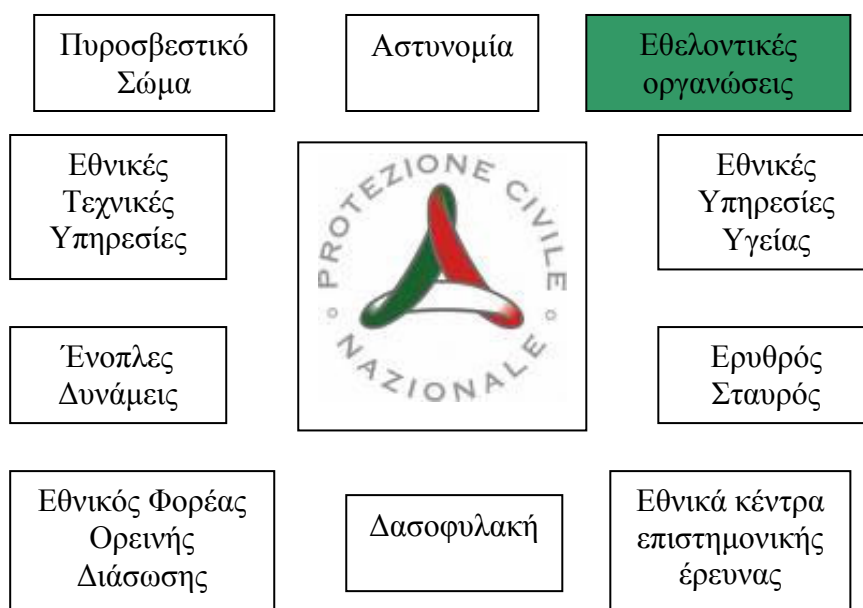 Πυροσβεστικό
Σώμα
Αστυνομία
Εθελοντικές
οργανώσεις
Εθνικές
Τεχνικές
Υπηρεσίες
PROTEZIONE CIVILE
NAZIONALE
Εθνικές
Υπηρεσίες
Υγείας
Ένοπλες
Δυνάμεις
Ερυθρός
Σταυρός
Εθνικός Φορέας
Ορεινής
Διάσωσης
Δασοφυλακή
Εθνικά κέντρα
επιστημονικής
έρευνας